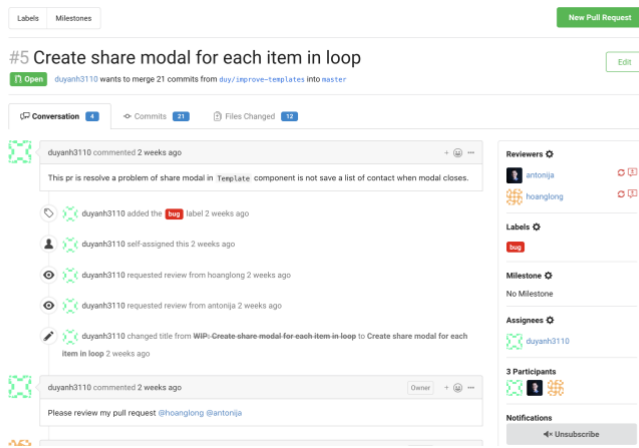 Labels Milestones
New Pull Request
#5 Create share modal for each item in loop
Edit
Open duyanh3110 wants to merge 21 commits from duy/improve-templates into master
Conversation 4 Commits 21 Files Changed 12
duyanh3110 commented 2 weeks ago
This pr is resolve a problem of share modal in Template component is not save a list of contact when modal closes.
duyanh3110 added the bug label 2 weeks ago
duyanh3110 self-assigned this 2 weeks ago
duyanh3110 requested review from hoanglong 2 weeks ago
duyanh3110 requested review from antonija 2 weeks ago
duyanh3110 changed title from WIP: Create share modal for each item in loop to Create share modal for each
item in loop 2 weeks ago
duyanh3110 commented 2 weeks ago
Owner
Please review my pull request @hoanglong @antonija
Reviewers
antonija
hoanglong
Labels
bug
Milestone
No Milestone
Assignees
duyanh3110
3 Participants
Notifications
Unsubscribe